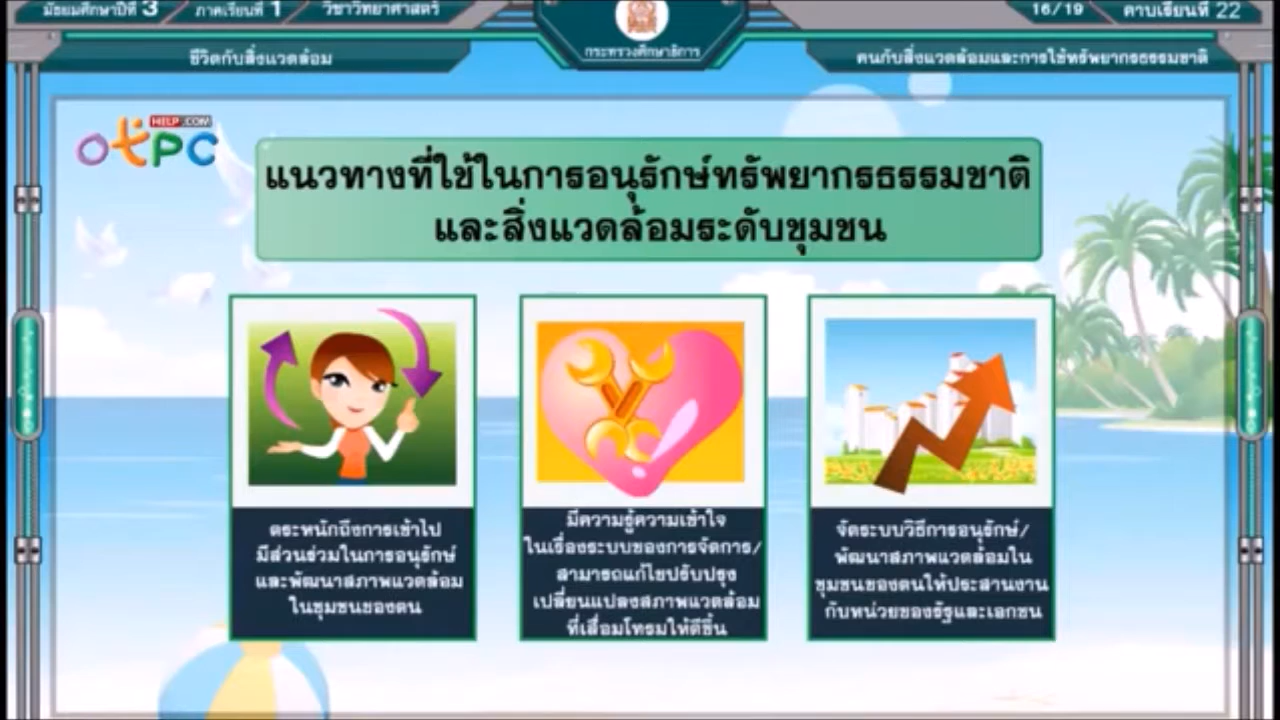 มัธยมศึกษาปีที่ 3 ภาคเรียนที่ 1 วิชาวิทยาศาสตร์ 16/19 คาบเรียนที่ 22
กระทรวงศึกษาธิการ
ชีวิตกับสิ่งแวดล้อม คนกับสิ่งแวดล้อมและการใช้ทรัพยากรธรรมชาติ
HELP .COM
otpc
แนวทางที่ใช้ในการอนุรักษ์ทรัพยากรธรรมชาติ
และสิ่งแวดล้อมระดับชุมชน
ตระหนักถึงการเข้าไป
มีส่วนร่วมในการอนุรักษ์
และพัฒนาสภาพแวดล้อม
ในชุมชนของตน
มีความรู้ความเข้าใจ
ในเรื่องระบบของการจัดการ/
สามารถแก้ไขปรับปรุง
เปลี่ยนแปลงสภาพแวดล้อม
ที่เสื่อมโทรมให้ดีขึ้น
จัดระบบวิธีการอนุรักษ์/
พัฒนาสภาพแวดล้อมใน
ชุมชนของตนให้ประสานงาน
กับหน่วยของรัฐและเอกชน